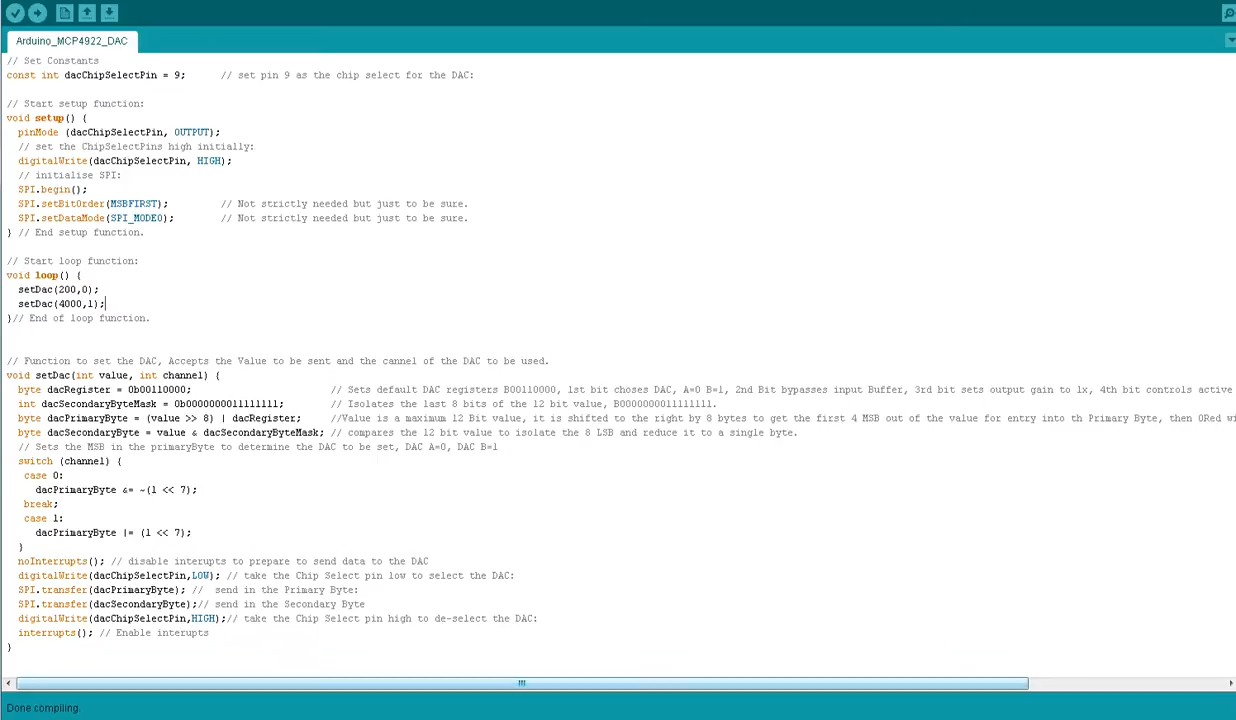 Arduino_MCP4922_DAC
// Set Constants
const int dacChipSelectPin = 9;      // set pin 9 as the chip select for the DAC:
// Start setup function:
void setup() {
  pinMode (dacChipSelectPin, OUTPUT);
  // set the ChipSelectPins high initially:
  digitalWrite(dacChipSelectPin, HIGH);
  // initialise SPI:
  SPI.begin();
  SPI.setBitOrder(MSBFIRST);         // Not strictly needed but just to be sure.
  SPI.setDataMode(SPI_MODE0);        // Not strictly needed but just to be sure.
} // End setup function.
// Start loop function:
void loop() {
  setDac(200,0);
  setDac(4000,1);
}// End of loop function.
// Function to set the DAC, Accepts the Value to be sent and the cannel of the DAC to be used.
void setDac(int value, int channel) {
  byte dacRegister = 0b00110000;                        // Sets default DAC registers B00110000, 1st bit choses DAC, A=0 B=1, 2nd Bit bypasses input Buffer, 3rd bit sets output gain to 1x, 4th bit controls active
  int dacSecondaryByteMask = 0b0000000011111111;        // Isolates the last 8 bits of the 12 bit value, B0000000011111111.
  byte dacPrimaryByte = (value >> 8) | dacRegister;     //Value is a maximum 12 Bit value, it is shifted to the right by 8 bytes to get the first 4 MSB out of the value for entry into th Primary Byte, then ORed wi
  byte dacSecondaryByte = value & dacSecondaryByteMask; // compares the 12 bit value to isolate the 8 LSB and reduce it to a single byte.
  // Sets the MSB in the primaryByte to determine the DAC to be set, DAC A=0, DAC B=1
  switch (channel) {
   case 0:
     dacPrimaryByte &= ~(1 << 7);
   break;
   case 1:
     dacPrimaryByte |= (1 << 7);
  }
  noInterrupts(); // disable interupts to prepare to send data to the DAC
  digitalWrite(dacChipSelectPin,LOW); // take the Chip Select pin low to select the DAC:
  SPI.transfer(dacPrimaryByte); //  send in the Primary Byte:
  SPI.transfer(dacSecondaryByte);// send in the Secondary Byte
  digitalWrite(dacChipSelectPin,HIGH);// take the Chip Select pin high to de-select the DAC:
  interrupts(); // Enable interupts
}
Done compiling.